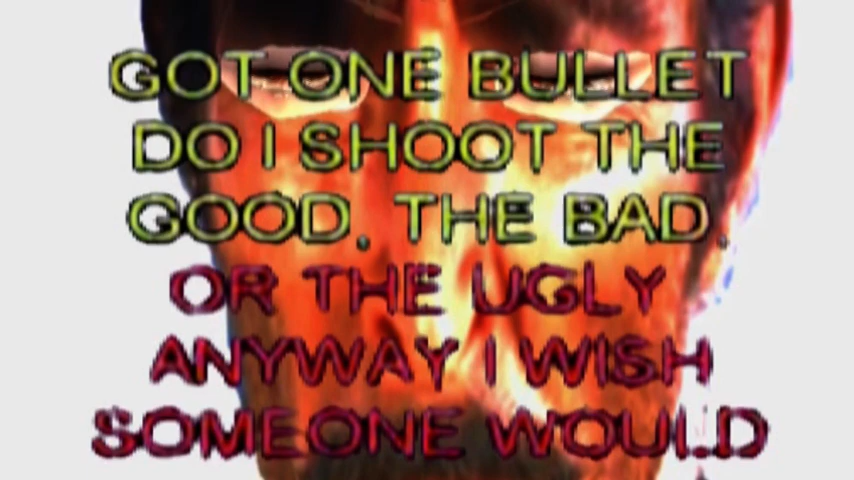 GOT ONE BULLET
DO I SHOOT THE
GOOD, THE BAD,
OR THE UGLY
ANYWAY I WISH
SOMEONE WOULD